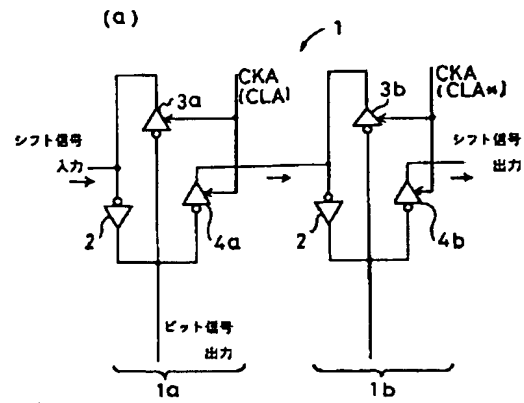 (a)
1
CKA
(CLA)
3a
CKA
(CLA*)
3b
シフト信号
入力
シフト信号
出力
2
4a
2
4b
ビット信号
出力
1a
1b